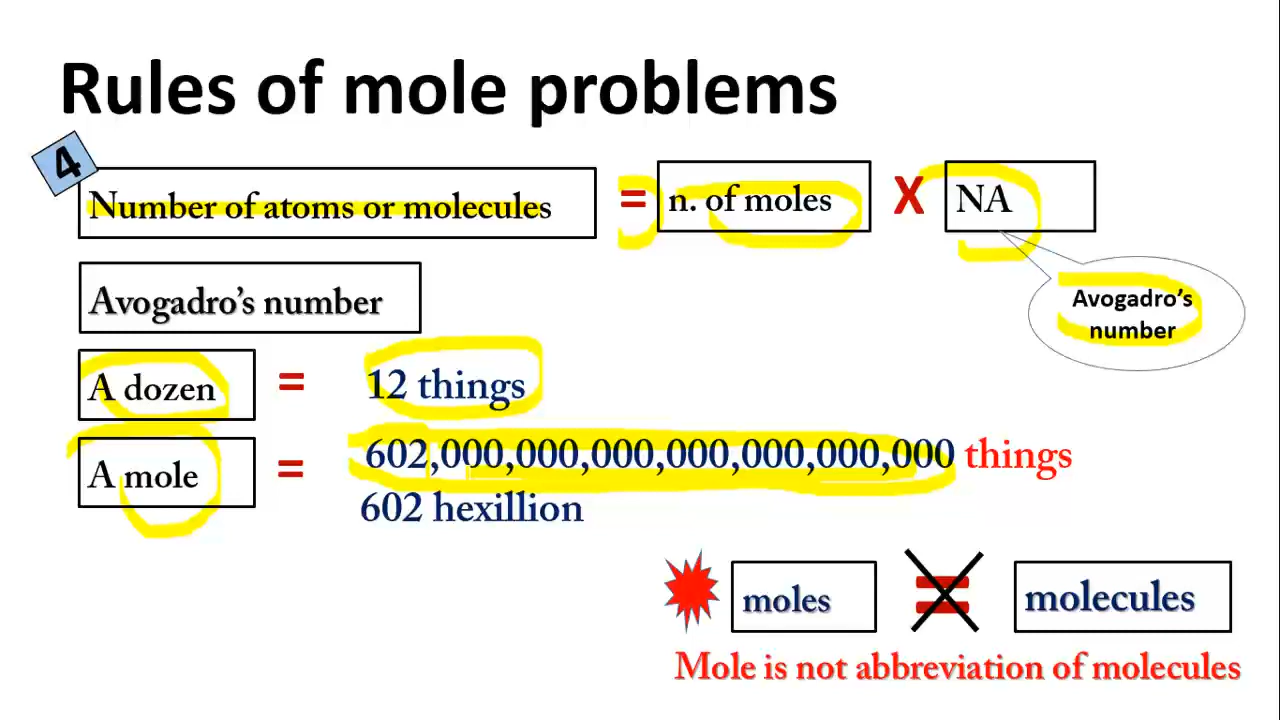 Rules of mole problems
4
Number of atoms or molecules = n. of moles X NA
Avogadro's number
Avogadro's
number
A dozen = 12 things
A mole = 602,000,000,000,000,000,000,000 things
602 hexillion
moles = molecules
Mole is not abbreviation of molecules